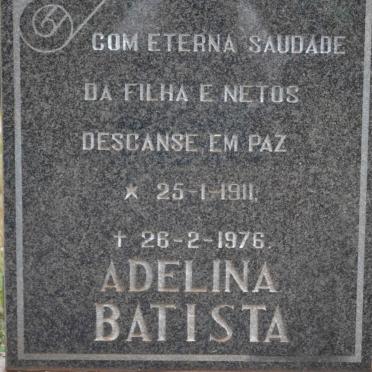 COM ETERNA SAUDADE
DA FILHA E NETOS
DESCANSE EM PAZ
* 25-1-1911.
† 26-2-1976.
ADELINA
BATISTA